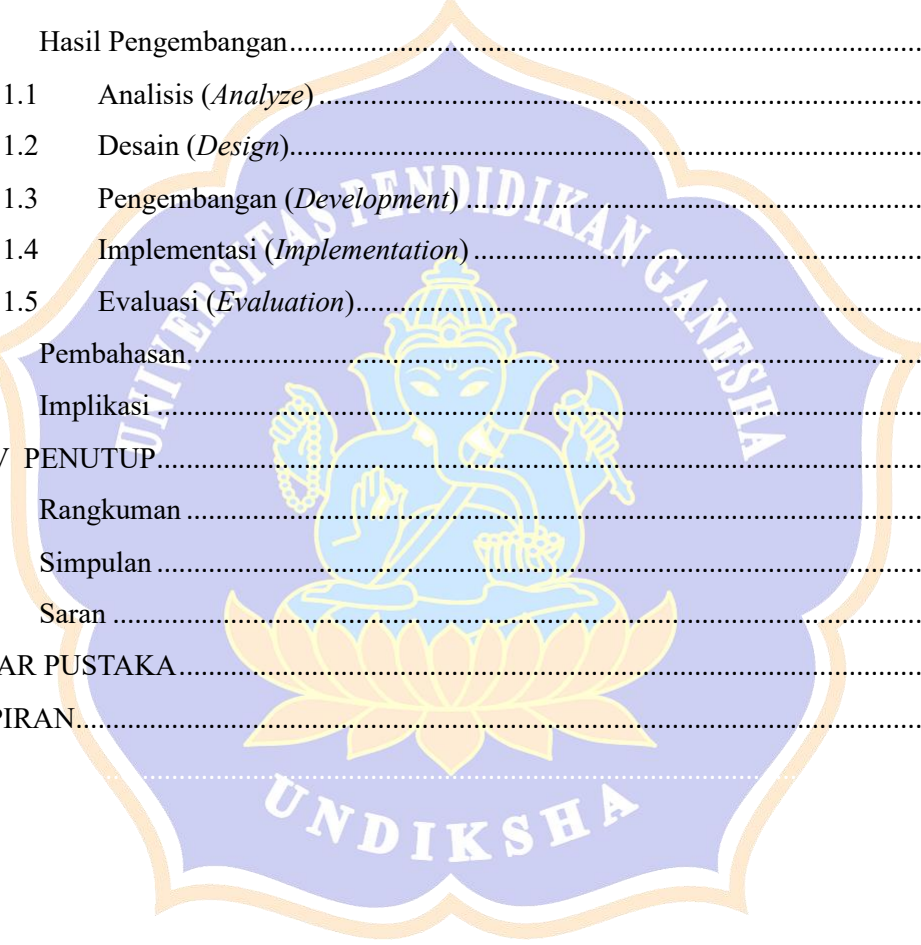 Hasil Pengembangan
1.1 Analisis (Analyze)
1.2 Desain (Design)
1.3 Pengembangan (Development)
1.4 Implementasi (Implementation)
1.5 Evaluasi (Evaluation)
Pembahasan
Implikasi
V PENUTUP
Rangkuman
Simpulan
Saran
AR PUSTAKA
PIRAN
UNIVERSITAS PENDIDIKAN GANESHA
UNDIKSHA